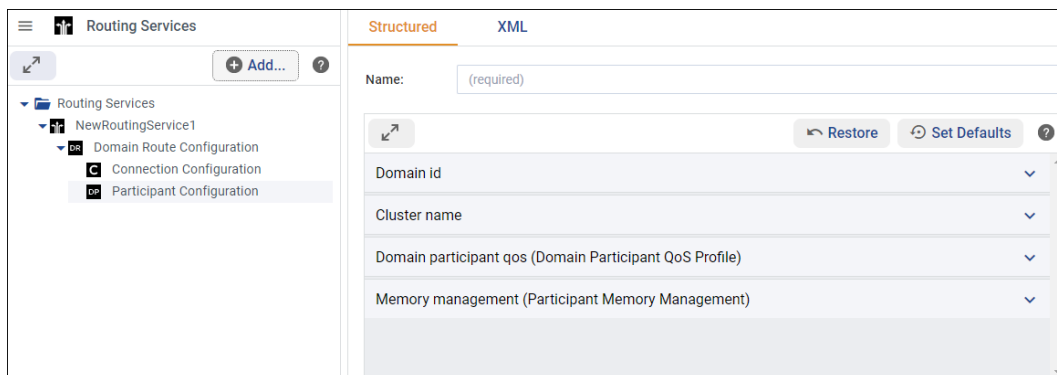 Routing Services
Add...
Routing Services
NewRoutingService1
DR Domain Route Configuration
C Connection Configuration
DP Participant Configuration
Structured XML
Name: (required)
Restore Set Defaults
Domain id
Cluster name
Domain participant qos (Domain Participant QoS Profile)
Memory management (Participant Memory Management)